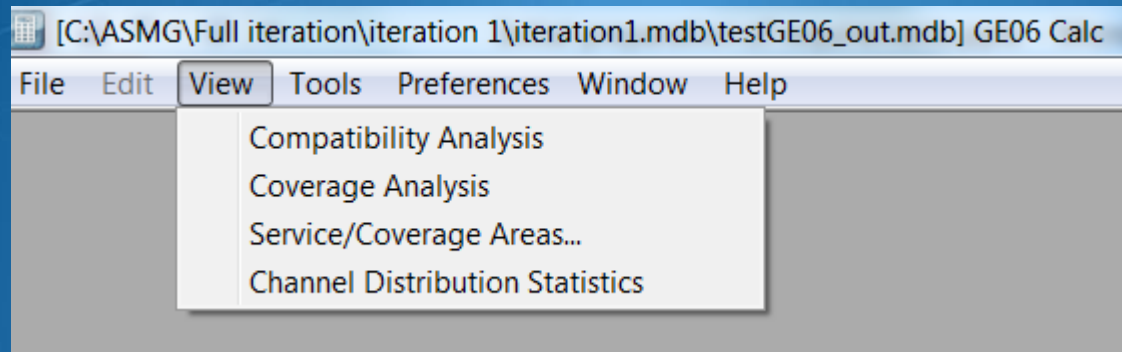 [C:\ASMG\Full iteration\iteration 1\iteration1.mdb\testGE06_out.mdb] GE06 Calc
File Edit View Tools Preferences Window Help
Compatibility Analysis
Coverage Analysis
Service/Coverage Areas...
Channel Distribution Statistics